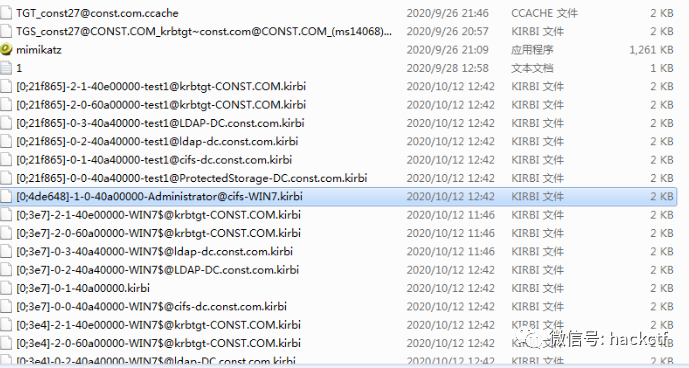 TGT_const27@const.com.ccache 2020/9/26 21:46 CCACHE 文件 2 KB
TGS_const27@CONST.COM_krbtgt~const.com@CONST.COM_(ms14068)... 2020/9/26 20:57 KIRBI 文件 2 KB
mimikatz 2020/9/26 21:09 应用程序 1,261 KB
1 2020/9/28 12:58 文本文档 1 KB
[0;21f865]-2-1-40e00000-test1@krbtgt-CONST.COM.kirbi 2020/10/12 12:42 KIRBI 文件 2 KB
[0;21f865]-2-0-60a00000-test1@krbtgt-CONST.COM.kirbi 2020/10/12 12:42 KIRBI 文件 2 KB
[0;21f865]-0-3-40a40000-test1@LDAP-DC.const.com.kirbi 2020/10/12 12:42 KIRBI 文件 2 KB
[0;21f865]-0-2-40a40000-test1@ldap-dc.const.com.kirbi 2020/10/12 12:42 KIRBI 文件 2 KB
[0;21f865]-0-1-40a40000-test1@cifs-dc.const.com.kirbi 2020/10/12 12:42 KIRBI 文件 2 KB
[0;21f865]-0-0-40a40000-test1@ProtectedStorage-DC.const.com.kirbi 2020/10/12 12:42 KIRBI 文件 2 KB
[0;4de648]-1-0-40a00000-Administrator@cifs-WIN7.kirbi 2020/10/12 12:42 KIRBI 文件 2 KB
[0;3e7]-2-1-40e00000-WIN7$@krbtgt-CONST.COM.kirbi 2020/10/12 11:46 KIRBI 文件 2 KB
[0;3e7]-2-0-60a00000-WIN7$@krbtgt-CONST.COM.kirbi 2020/10/12 11:46 KIRBI 文件 2 KB
[0;3e7]-0-3-40a40000-WIN7$@ldap-dc.const.com.kirbi 2020/10/12 11:46 KIRBI 文件 2 KB
[0;3e7]-0-2-40a40000-WIN7$@LDAP-DC.const.com.kirbi 2020/10/12 12:42 KIRBI 文件 2 KB
[0;3e7]-0-1-40a00000.kirbi 2020/10/12 12:42 KIRBI 文件 2 KB
[0;3e7]-0-0-40a40000-WIN7$@cifs-dc.const.com.kirbi 2020/10/12 12:42 KIRBI 文件 2 KB
[0;3e4]-2-1-40e00000-WIN7$@krbtgt-CONST.COM.kirbi 2020/10/12 12:42 KIRBI 文件 2 KB
[0;3e4]-2-0-60a00000-WIN7$@krbtgt-CONST.COM.kirbi 2020/10/12 12:42 KIRBI
[0;3e4]-0-2-40a40000-WIN7$@ldap-DC.const.com.kirbi 2020/10/12 12:42 KIRBI 文件 2 KB
微信号: hackctf